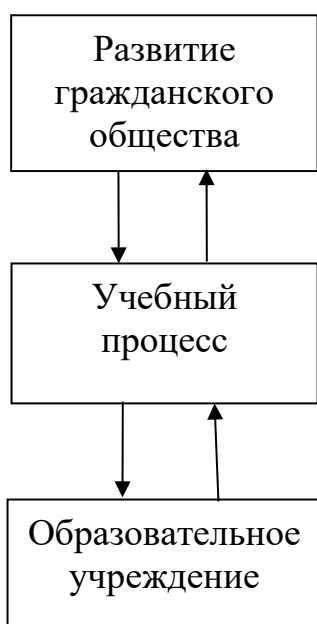 Развитие
гражданского
общества
Учебный
процесс
Образовательное
учреждение